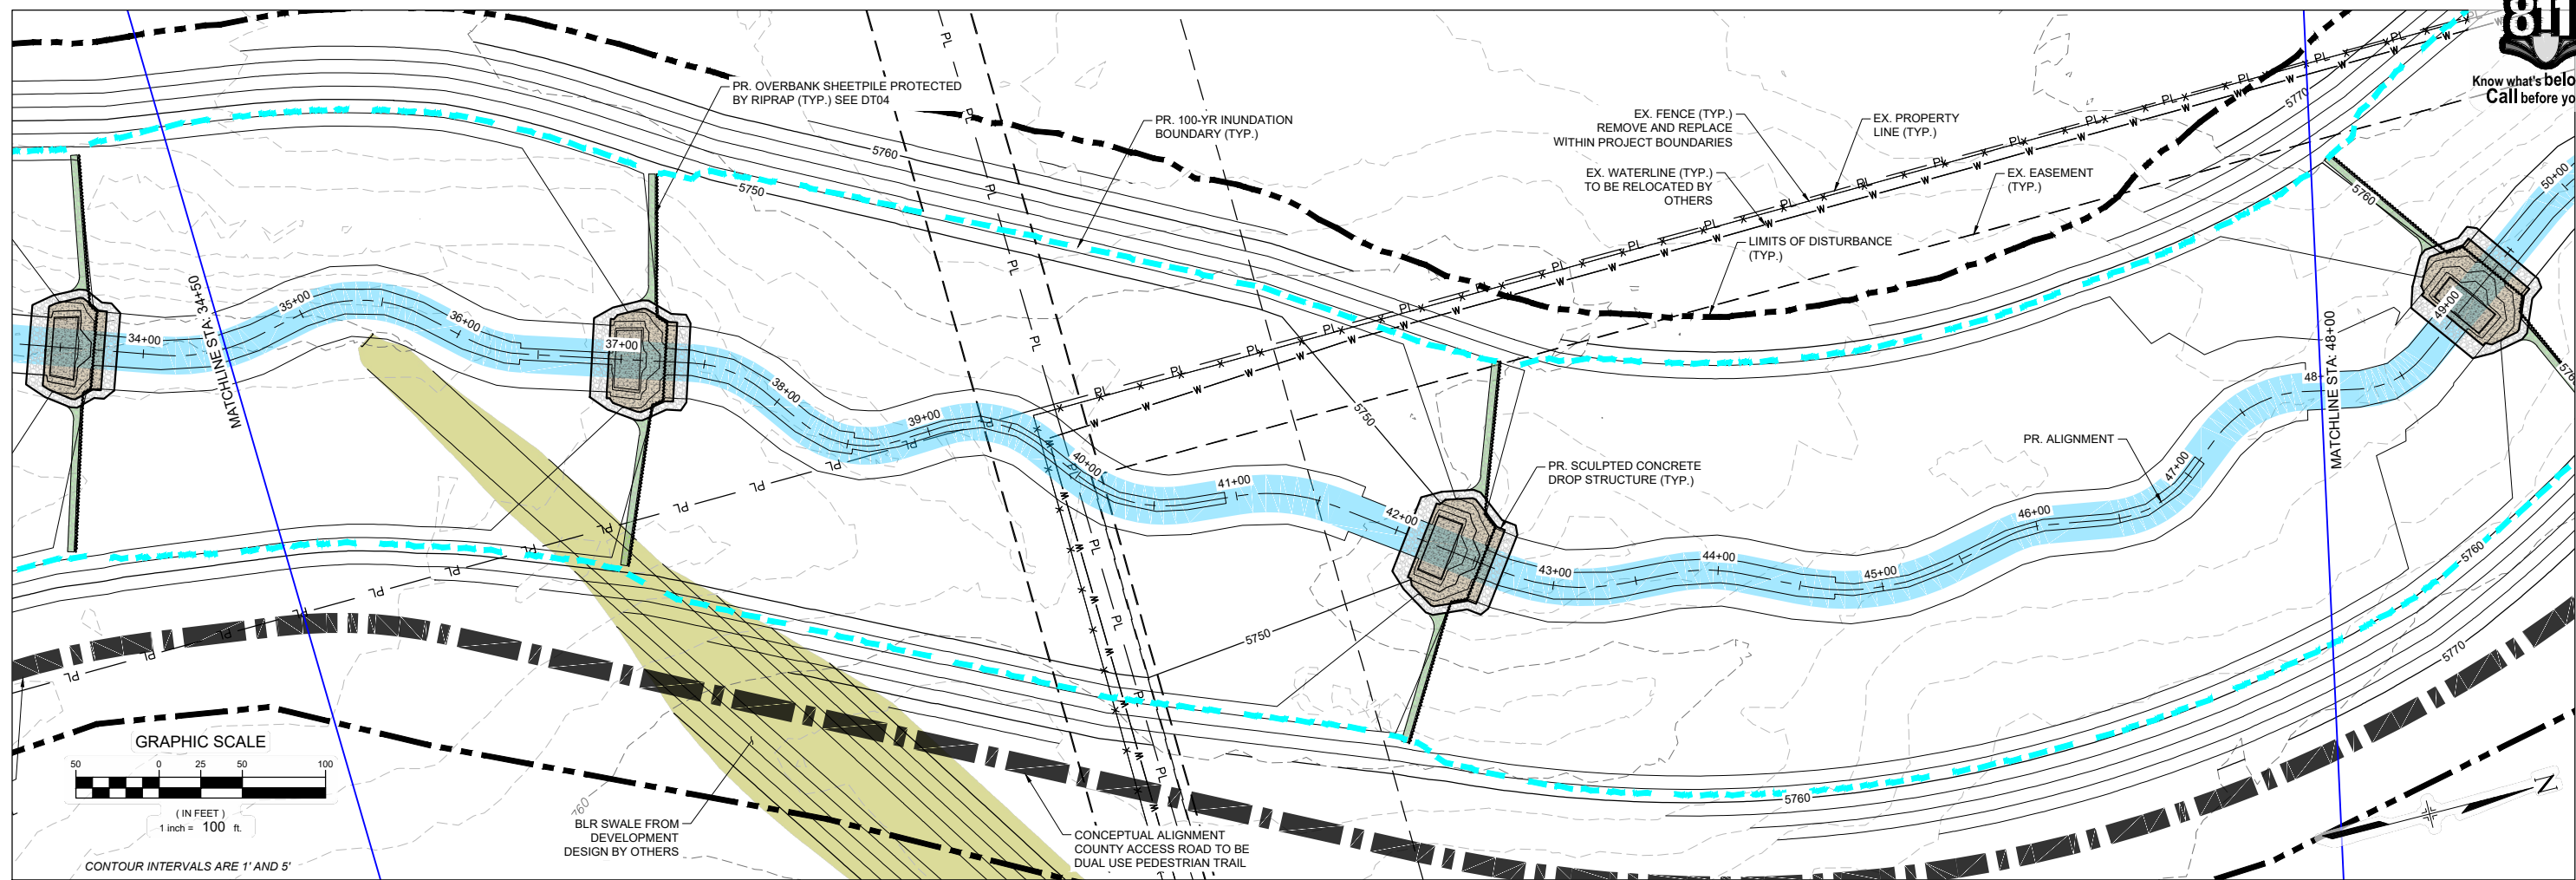 811
Know what's belo
Call before yo
PR. OVERBANK SHEETPILE PROTECTED
BY RIPRAP (TYP.) SEE DT04
PR. 100-YR INUNDATION
BOUNDARY (TYP.)
EX. FENCE (TYP.)
REMOVE AND REPLACE
WITHIN PROJECT BOUNDARIES
EX. PROPERTY
LINE (TYP.)
EX. WATERLINE (TYP.)
TO BE RELOCATED BY
OTHERS
EX. EASEMENT
(TYP.)
LIMITS OF DISTURBANCE
(TYP.)
5760
5750
5770
5760
50+00
MATCHLINE STA: 34+50
34+00
35+00
36+00
37+00
38+00
39+00
40+00
41+00
42+00
43+00
44+00
45+00
46+00
47+00
48+
49+00
MATCHLINE STA: 48+00
5750
PR. ALIGNMENT
PR. SCULPTED CONCRETE
DROP STRUCTURE (TYP.)
5750
5760
5770
5760
GRAPHIC SCALE
50 0 25 50 100
( IN FEET )
1 inch = 100 ft.
CONTOUR INTERVALS ARE 1' AND 5'
BLR SWALE FROM
DEVELOPMENT
DESIGN BY OTHERS
CONCEPTUAL ALIGNMENT
COUNTY ACCESS ROAD TO BE
DUAL USE PEDESTRIAN TRAIL
N